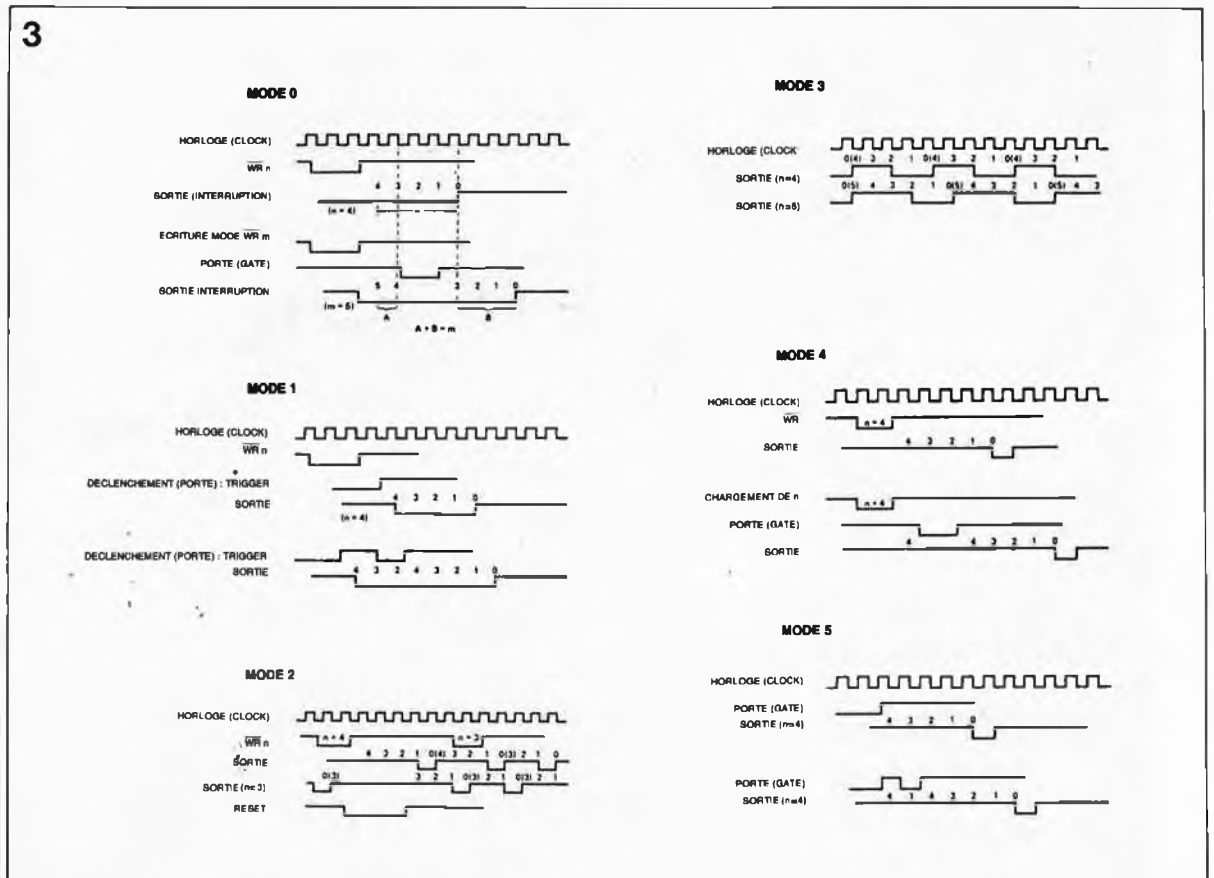 3
MODE 0
HORLOGE (CLOCK)
WR n
4 3 2 1 0
SORTIE (INTERRUPTION)
(n = 4)
ECRITURE MODE WR m
PORTE (GATE)
5 4 3 2 1 0
SORTIE INTERRUPTION
(m = 5)
A B
A + B = m
MODE 1
HORLOGE (CLOCK)
WR n
DECLENCHEMENT (PORTE) : TRIGGER
4 3 2 1 0
SORTIE
(n = 4)
DECLENCHEMENT (PORTE) : TRIGGER
SORTIE
4 3 2 4 3 2 1 0
MODE 2
HORLOGE (CLOCK)
WR n
n = 4 n = 3
4 3 2 1 0(4) 3 2 1 0(3) 2 1 0
SORTIE
0(3) 3 2 1 0(3) 2 1 0(3) 2 1
SORTIE (n=3)
RESET
MODE 3
HORLOGE (CLOCK
0(4) 3 2 1 0(4) 3 2 1 0(4) 3 2 1
SORTIE (n=4)
0(5) 4 3 2 1 0(5) 4 3 2 1 0(5) 4 3
SORTIE (n=5)
MODE 4
HORLOGE (CLOCK)
WR
n = 4
4 3 2 1 0
SORTIE
CHARGEMENT DE n
n = 4
PORTE (GATE)
4 4 3 2 1 0
SORTIE
MODE 5
HORLOGE (CLOCK)
PORTE (GATE)
4 3 2 1 0
SORTIE (n=4)
PORTE (GATE)
4 3 4 3 2 1 0
SORTIE (n=4)